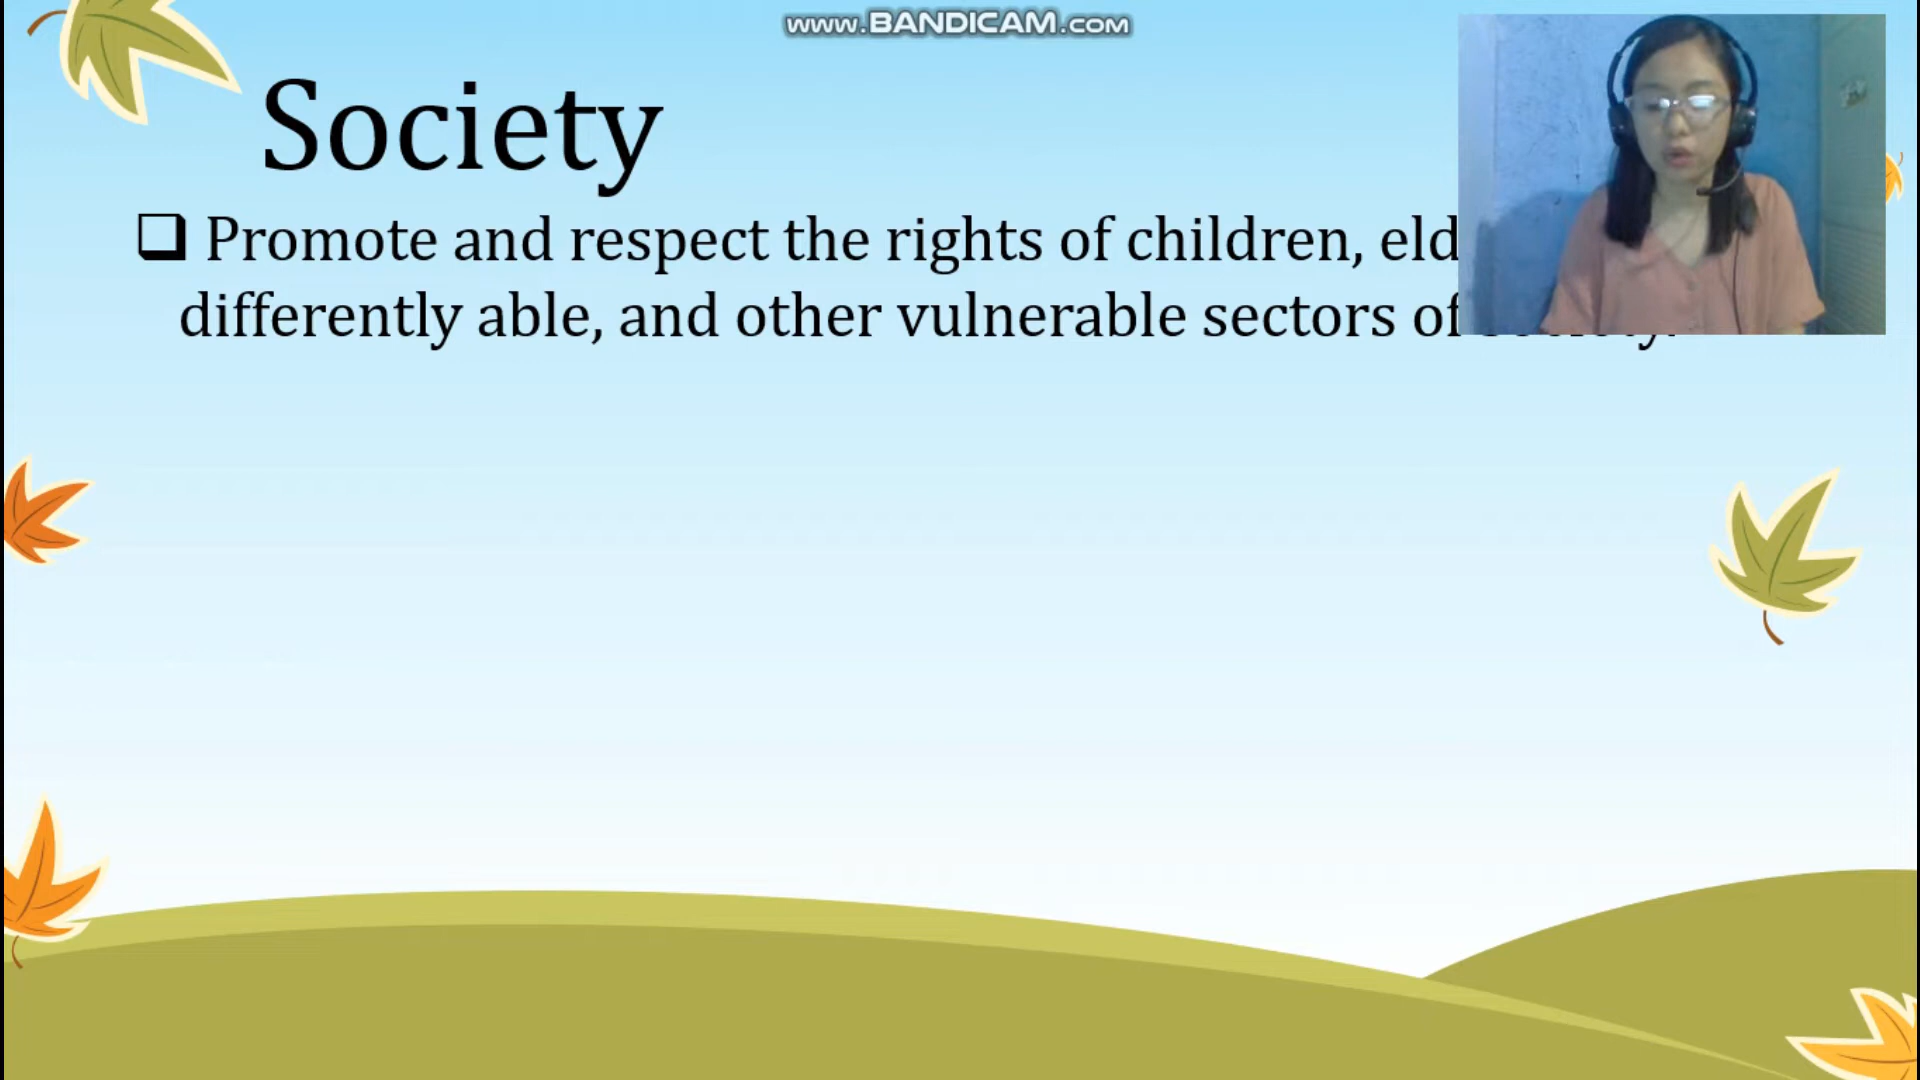 www.BANDICAM.com
Society
❑ Promote and respect the rights of children, eld
differently able, and other vulnerable sectors of